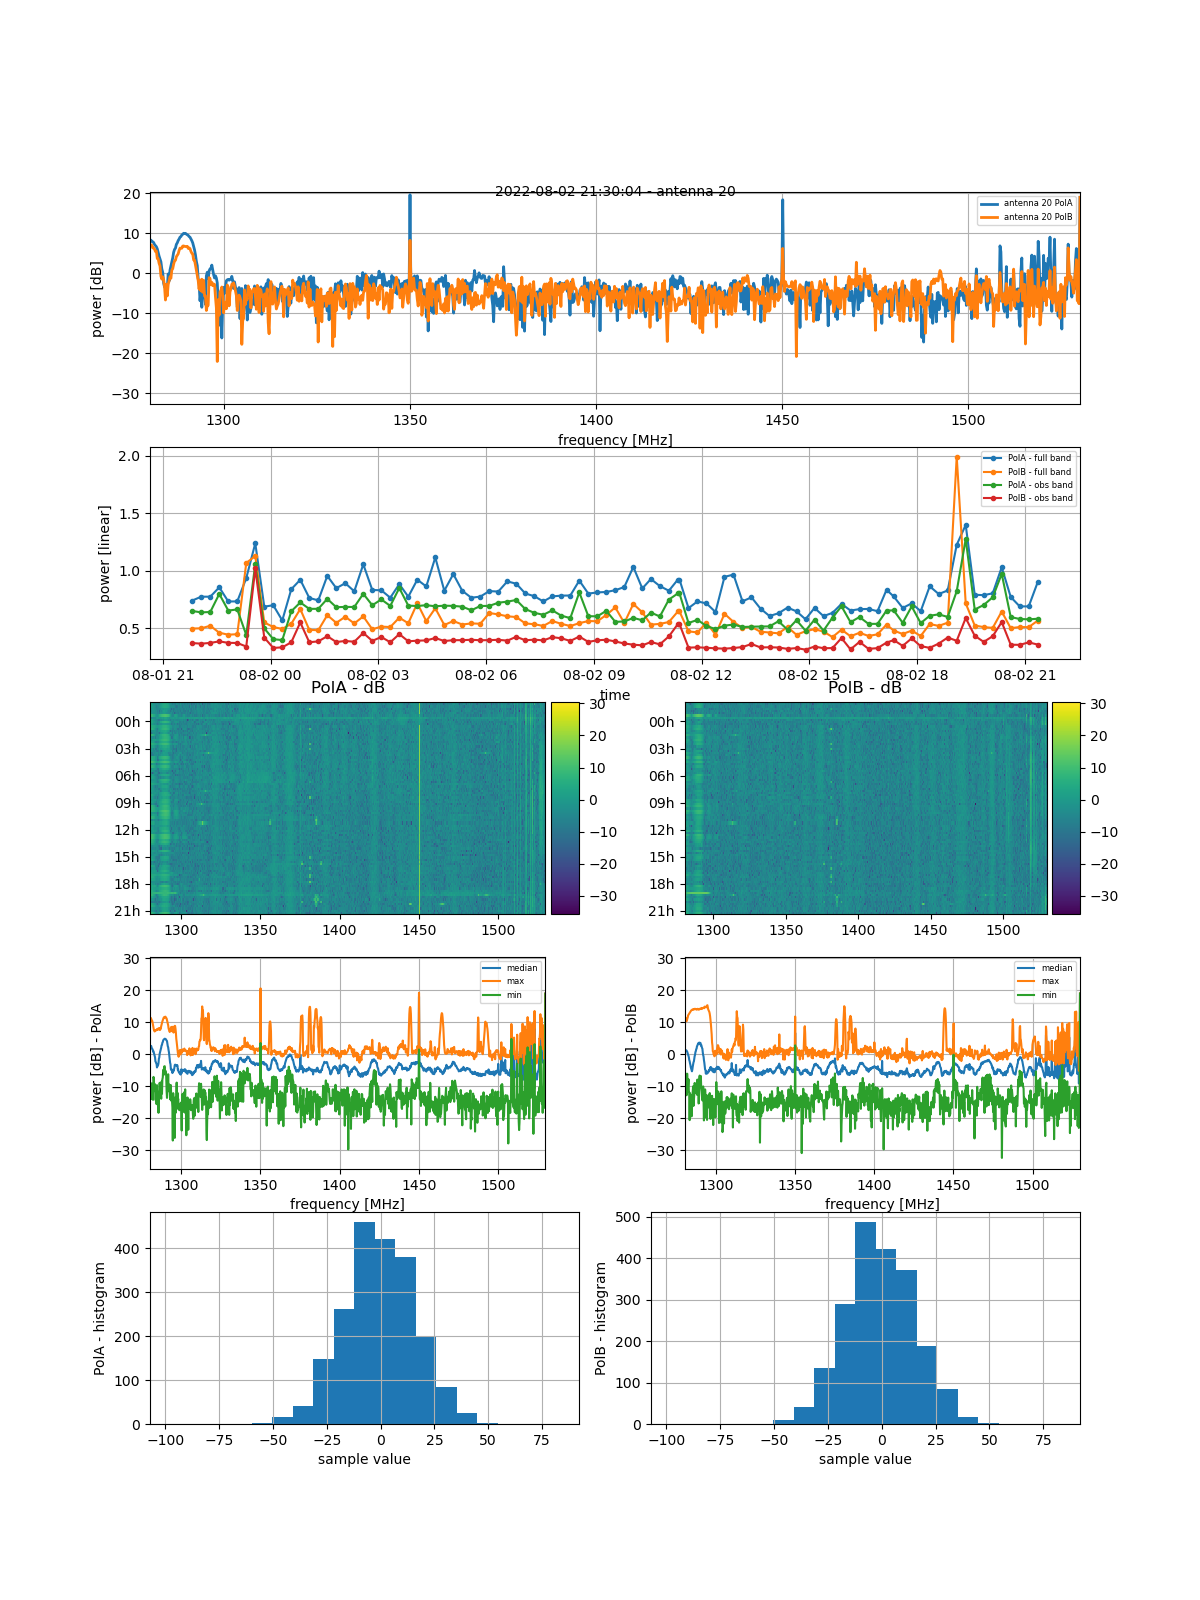 2022-08-02 21:30:04 - antenna 20
power [dB]
20
10
0
−10
−20
−30
antenna 20 PolA
antenna 20 PolB
1300
1350
1400
1450
1500
frequency [MHz]
power [linear]
2.0
1.5
1.0
0.5
PolA - full band
PolB - full band
PolA - obs band
PolB - obs band
08-01 21
08-02 00
08-02 03
08-02 06
08-02 09
08-02 12
08-02 15
08-02 18
08-02 21
time
PolA - dB
00h
03h
06h
09h
12h
15h
18h
21h
1300
1350
1400
1450
1500
30
20
10
0
−10
−20
−30
PolB - dB
00h
03h
06h
09h
12h
15h
18h
21h
1300
1350
1400
1450
1500
30
20
10
0
−10
−20
−30
power [dB] - PolA
30
20
10
0
−10
−20
−30
median
max
min
1300
1350
1400
1450
1500
frequency [MHz]
power [dB] - PolB
30
20
10
0
−10
−20
−30
median
max
min
1300
1350
1400
1450
1500
frequency [MHz]
PolA - histogram
400
300
200
100
0
−100
−75
−50
−25
0
25
50
75
sample value
PolB - histogram
500
400
300
200
100
0
−100
−75
−50
−25
0
25
50
75
sample value